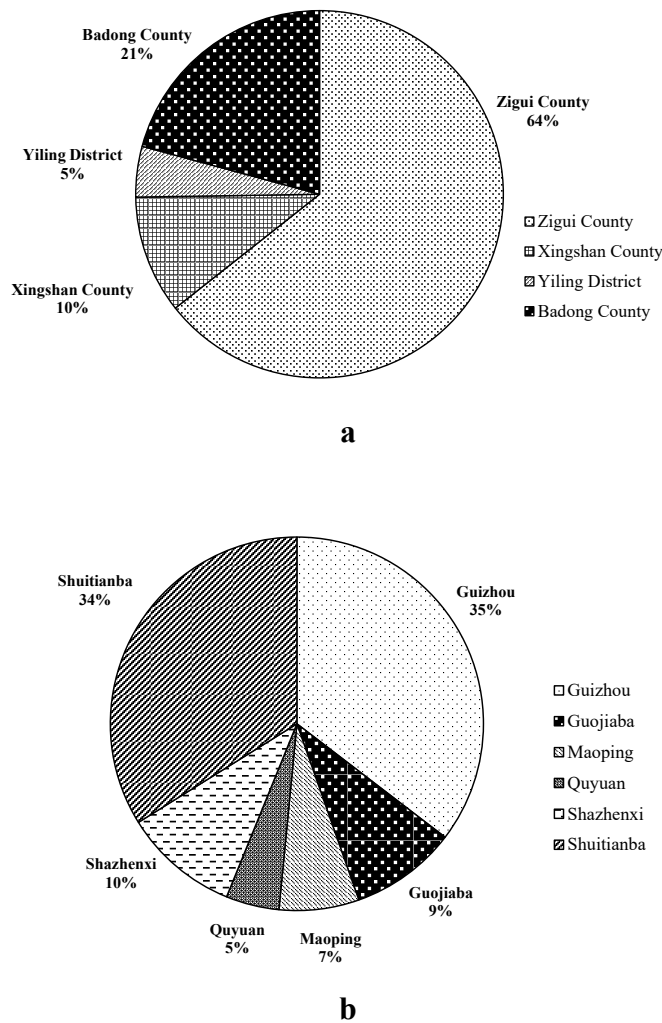 Badong County
21%
Zigui County
64%
Yiling District
5%
Xingshan County
10%
Zigui County
Xingshan County
Yiling District
Badong County
a
Shuitianba
34%
Guizhou
35%
Shazhenxi
10%
Quyuan
5%
Maoping
7%
Guojiaba
9%
Guizhou
Guojiaba
Maoping
Quyuan
Shazhenxi
Shuitianba
b